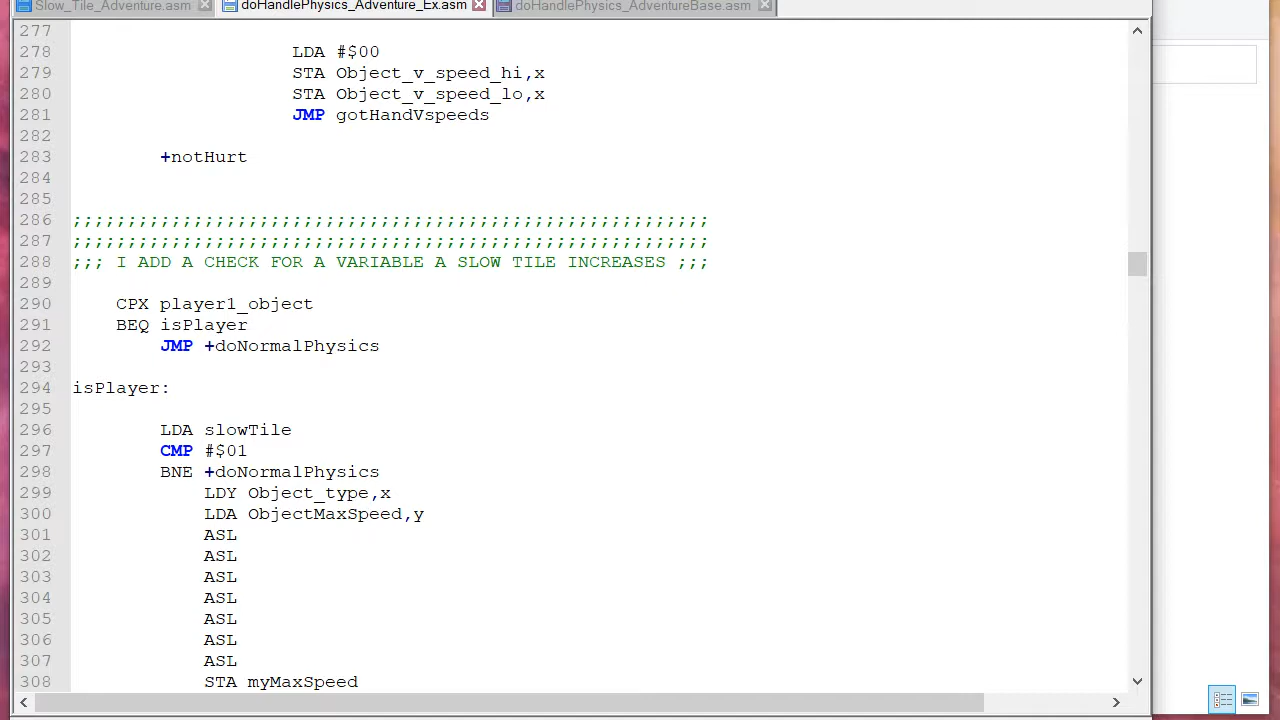 Slow_Tile_Adventure.asm doHandlePhysics_Adventure_Ex.asm doHandlePhysics_AdventureBase.asm
277
278 LDA #$00
279 STA Object_v_speed_hi,x
280 STA Object_v_speed_lo,x
281 JMP gotHandVspeeds
282
283 +notHurt
284
285
286 ;;;;;;;;;;;;;;;;;;;;;;;;;;;;;;;;;;;;;;;;;;;;;;;;;;;;;;;;;;
287 ;;;;;;;;;;;;;;;;;;;;;;;;;;;;;;;;;;;;;;;;;;;;;;;;;;;;;;;;;;
288 ;;; I ADD A CHECK FOR A VARIABLE A SLOW TILE INCREASES ;;;
289
290 CPX player1_object
291 BEQ isPlayer
292 JMP +doNormalPhysics
293
294 isPlayer:
295
296 LDA slowTile
297 CMP #$01
298 BNE +doNormalPhysics
299 LDY Object_type,x
300 LDA ObjectMaxSpeed,y
301 ASL
302 ASL
303 ASL
304 ASL
305 ASL
306 ASL
307 ASL
308 STA myMaxSpeed